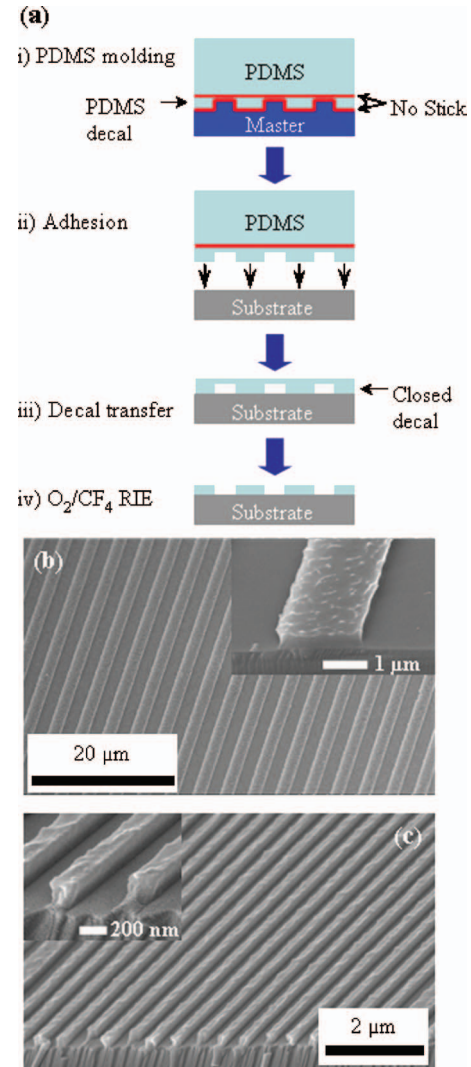 (a)
i) PDMS molding
PDMS
PDMS
decal
No Stick
Master
ii) Adhesion
PDMS
Substrate
iii) Decal transfer
Substrate
Closed
decal
iv) O₂/CF₄ RIE
Substrate
(b)
1 µm
20 µm
(c)
200 nm
2 µm